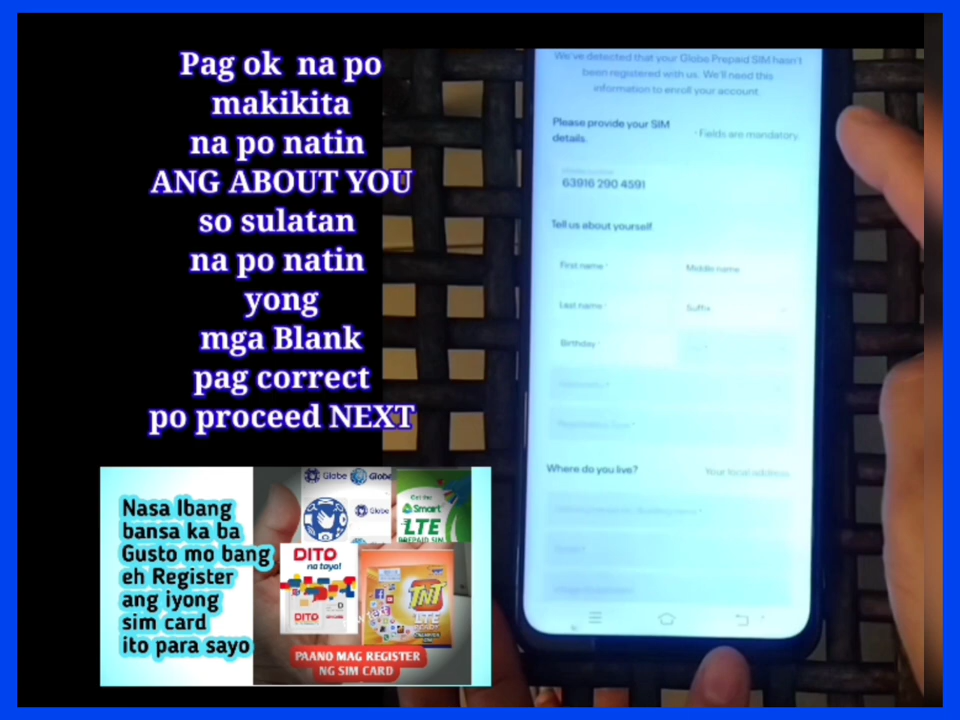 Pag ok na po
makikita
na po natin
ANG ABOUT YOU
so sulatan
na po natin
yong
mga Blank
pag correct
po proceed NEXT
We've detected that your Globe Prepaid SIM hasn't
been registered with us. We'll need this
information to enroll your account.
Please provide your SIM
details.
* Fields are mandatory.
63916 290 4591
Tell us about yourself
First name *
Middle name
Last name *
Suffix
Birthday *
Where do you live?
Your local address
Nasa Ibang
bansa ka ba
Gusto mo bang
eh Register
ang iyong
sim card
ito para sayo
Globe
Globe
Globe
Smart
LTE
PREPAID SIM
DITO
na tayo!
DITO
TNT
LTE
PAANO MAG REGISTER
NG SIM CARD